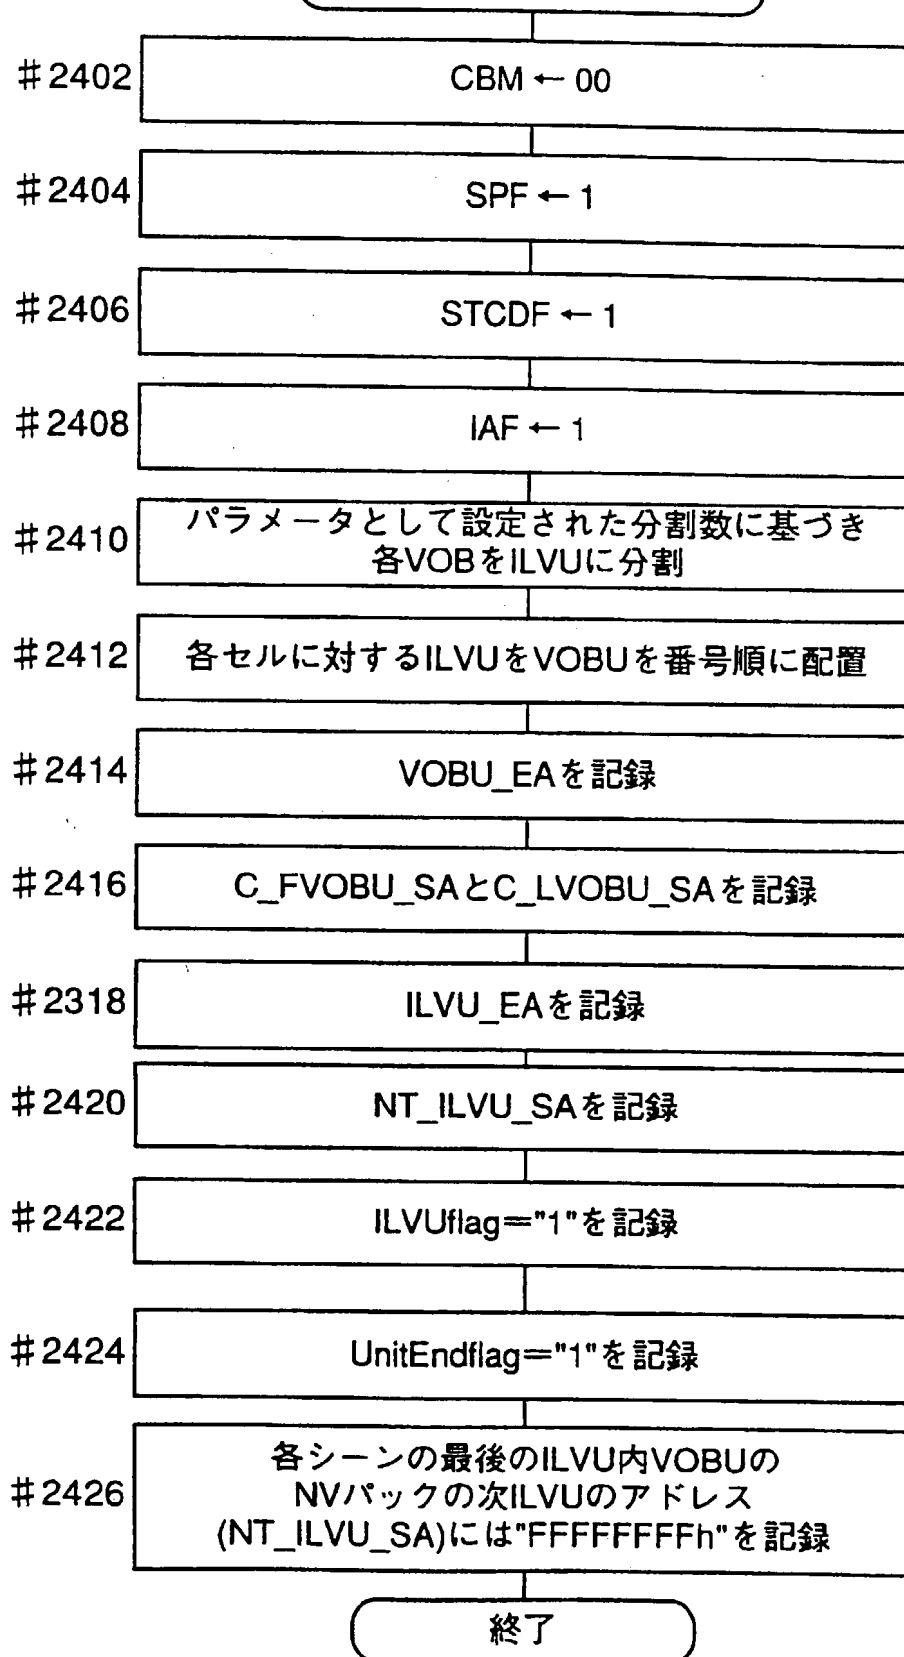 #2402 CBM ← 00
#2404 SPF ← 1
#2406 STCDF ← 1
#2408 IAF ← 1
#2410 パラメータとして設定された分割数に基づき
各VOBをILVUに分割
#2412 各セルに対するILVUをVOBUを番号順に配置
#2414 VOBU_EAを記録
#2416 C_FVOBU_SAとC_LVOBU_SAを記録
#2318 ILVU_EAを記録
#2420 NT_ILVU_SAを記録
#2422 ILVUflag="1"を記録
#2424 UnitEndflag="1"を記録
#2426 各シーンの最後のILVU内VOBUの
NVパックの次ILVUのアドレス
(NT_ILVU_SA)には"FFFFFFFFh"を記録
終了